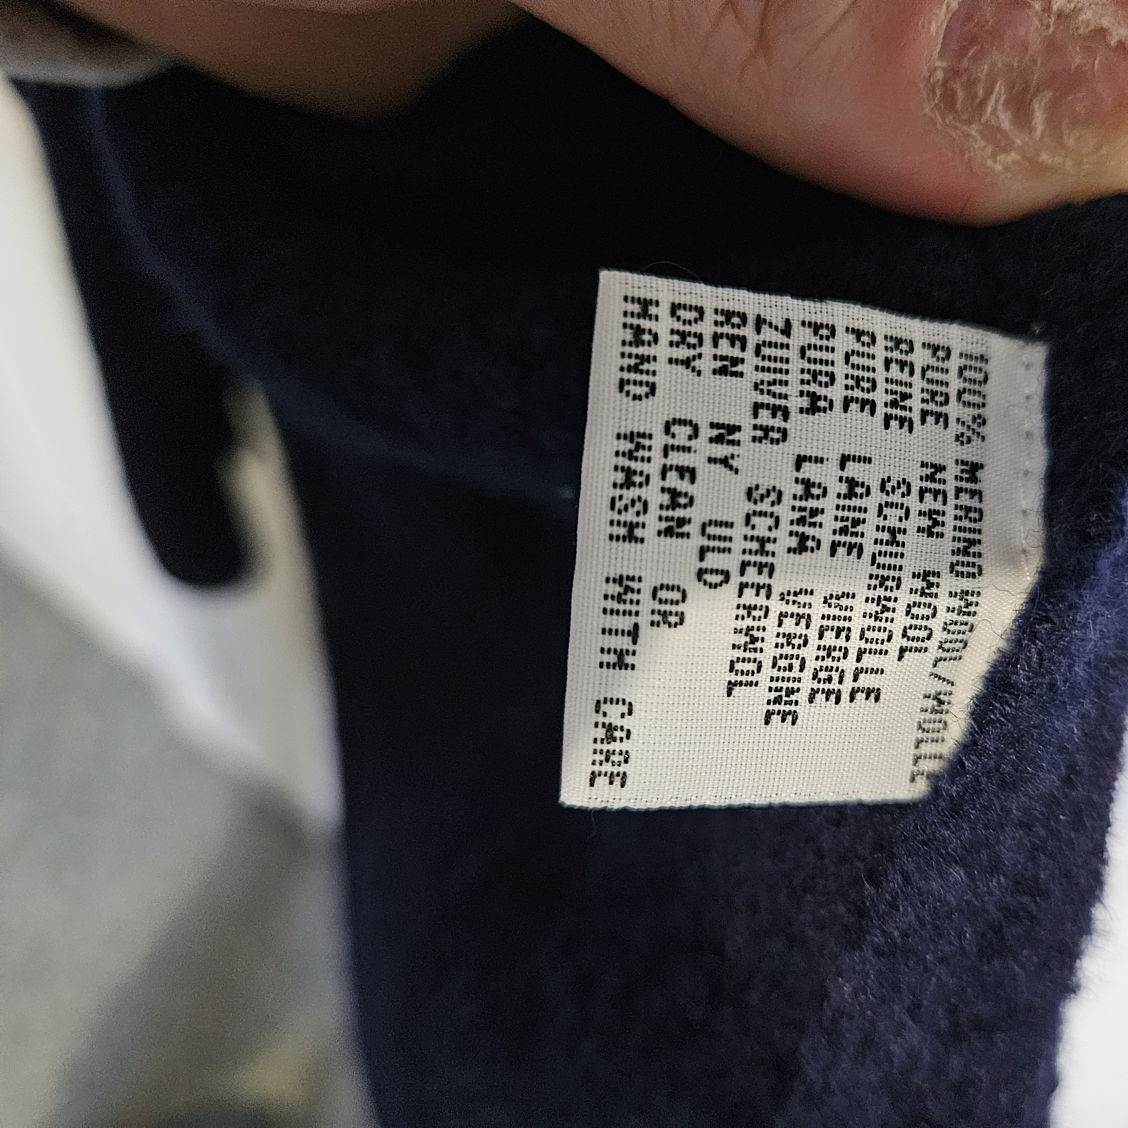 100% MERINO WOOL/WOLLE
PURE NEW WOOL
REINE SCHURWOLLE
PURE LAINE VIERGE
PURA LANA VERGINE
ZUIVER SCHEERWOL
REN NY ULD
DRY CLEAN OR
HAND WASH WITH CARE